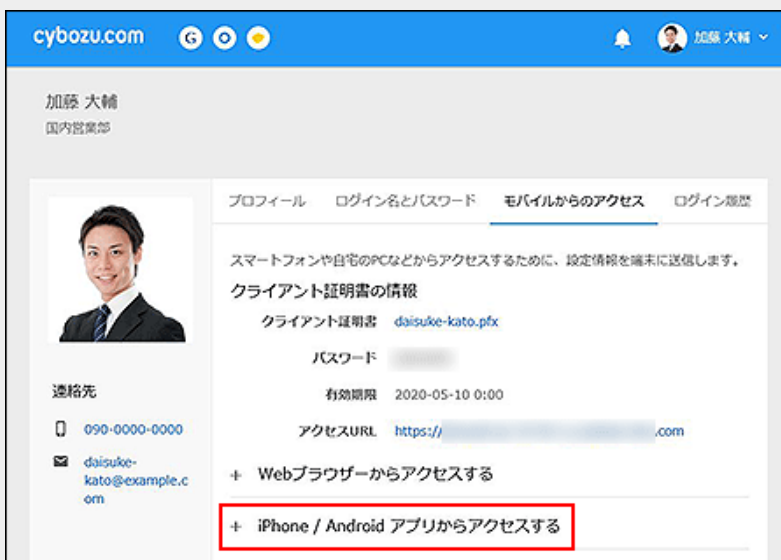 cybozu.com
G
加藤 大輔
加藤 大輔
国内営業部
プロフィール
ログイン名とパスワード
モバイルからのアクセス
ログイン履歴
スマートフォンや自宅のPCなどからアクセスするために、設定情報を端末に送信します。
クライアント証明書の情報
クライアント証明書 daisuke-kato.pfx
パスワード
有効期限 2020-05-10 0:00
アクセスURL https:// .com
連絡先
090-0000-0000
daisuke-
kato@example.c
om
+ Webブラウザーからアクセスする
+ iPhone / Android アプリからアクセスする